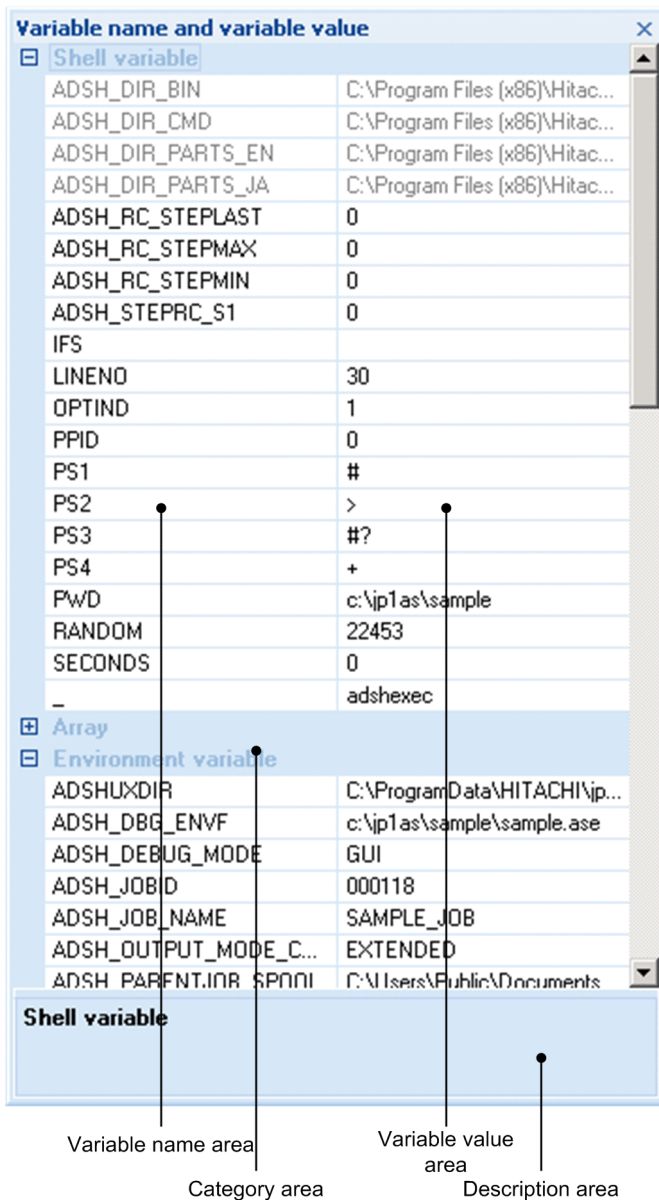 Variable name and variable value
Shell variable
ADSH_DIR_BIN C:\Program Files (x86)\Hitac...
ADSH_DIR_CMD C:\Program Files (x86)\Hitac...
ADSH_DIR_PARTS_EN C:\Program Files (x86)\Hitac...
ADSH_DIR_PARTS_JA C:\Program Files (x86)\Hitac...
ADSH_RC_STEPLAST 0
ADSH_RC_STEPMAX 0
ADSH_RC_STEPMIN 0
ADSH_STEPRC_S1 0
IFS
LINENO 30
OPTIND 1
PPID 0
PS1 #
PS2 >
PS3 #?
PS4 +
PWD c:\jp1as\sample
RANDOM 22453
SECONDS 0
_ adshexec
Array
Environment variable
ADSHUXDIR C:\ProgramData\HITACHI\jp...
ADSH_DBG_ENVF c:\jp1as\sample\sample.ase
ADSH_DEBUG_MODE GUI
ADSH_JOBID 000118
ADSH_JOB_NAME SAMPLE_JOB
ADSH_OUTPUT_MODE_C... EXTENDED
ADSH_PARENTJOB_SPOOL C:\Users\Public\Documents
Shell variable
Variable name area
Variable value
area
Category area
Description area